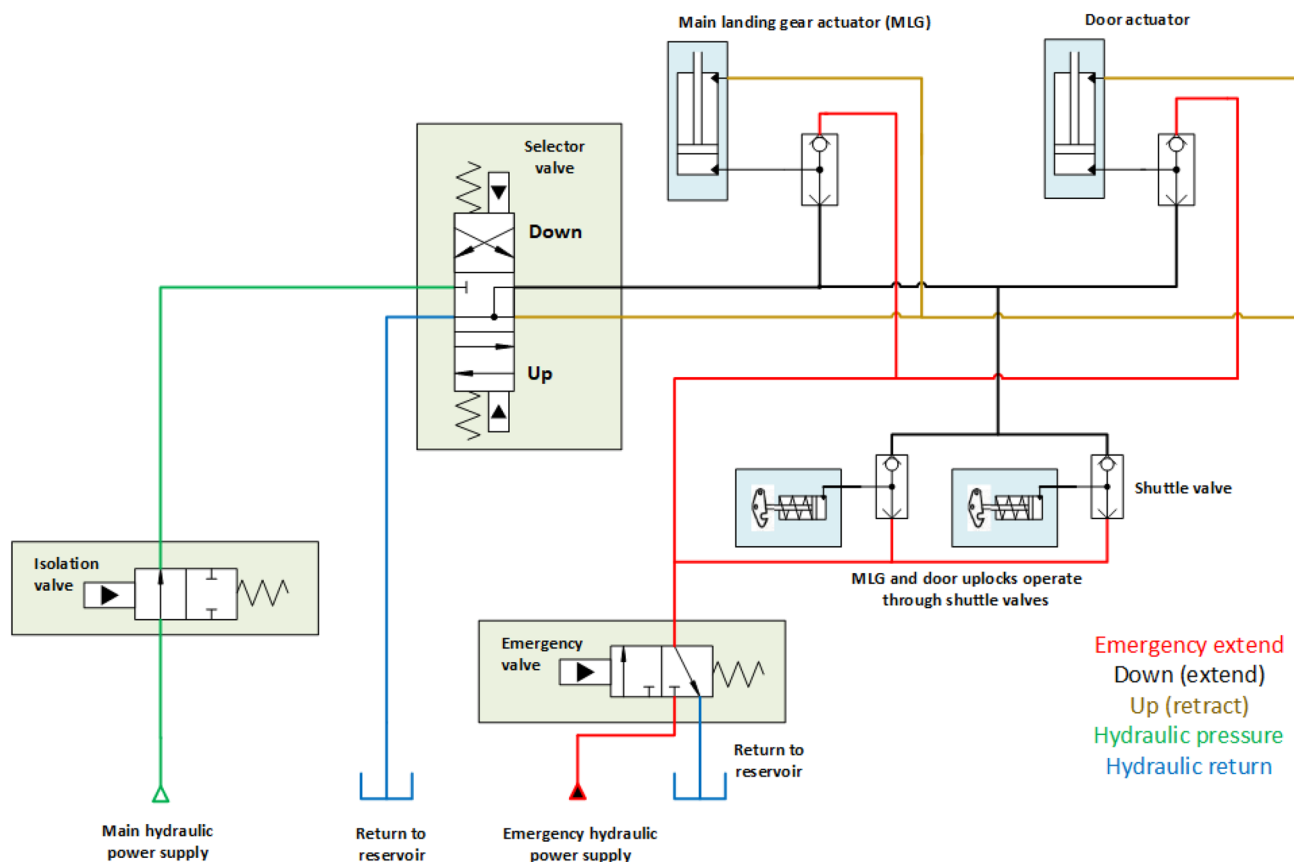 Main landing gear actuator (MLG)
Door actuator
Selector
valve
Down
Up
Shuttle valve
Isolation
valve
MLG and door uplocks operate
through shuttle valves
Emergency
valve
Emergency extend
Down (extend)
Up (retract)
Hydraulic pressure
Hydraulic return
Return to
reservoir
Main hydraulic
power supply
Return to
reservoir
Emergency hydraulic
power supply